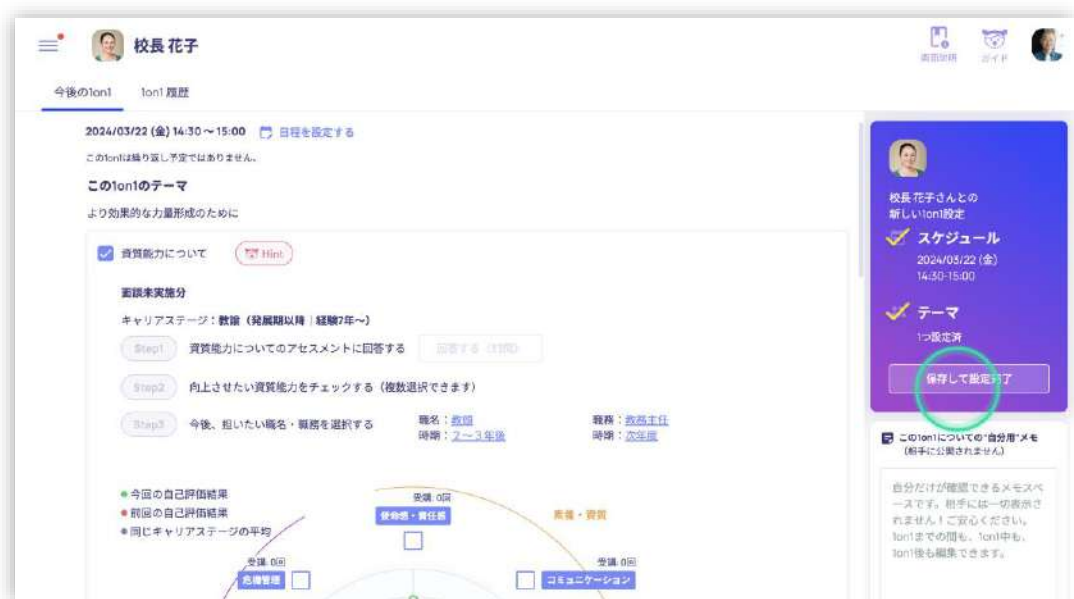 校長 花子
画面説明
ガイド
今後の1on1
1on1 履歴
2024/03/22 (金) 14:30 ~ 15:00
日程を設定する
この1on1は繰り返し予定ではありません。
この1on1のテーマ
より効果的な力量形成のために
資質能力について
Hint
面談未実施分
キャリアステージ:教諭(発展期以降|経験7年~)
Step1
資質能力についてのアセスメントに回答する
Step2
向上させたい資質能力をチェックする(複数選択できます)
Step3
今後、担いたい職名・職務を選択する
職名:教頭
職務:教務主任
時期:2~3年後
時期:次年度
今回の自己評価結果
前回の自己評価結果
同じキャリアステージの平均
受講:0回
使命感・責任感
素養・資質
受講:0回
危機管理
受講:0回
コミュニケーション
校長 花子さんとの
新しい1on1設定
スケジュール
2024/03/22 (金)
14:30-15:00
テーマ
1つ設定済
保存して設定完了
この1on1についての"自分用"メモ
(相手に公開されません)
自分だけが確認できるメモスペ
ースです。相手には一切表示さ
れません!ご安心ください。
1on1までの間も、1on1中も、
1on1後も編集できます。